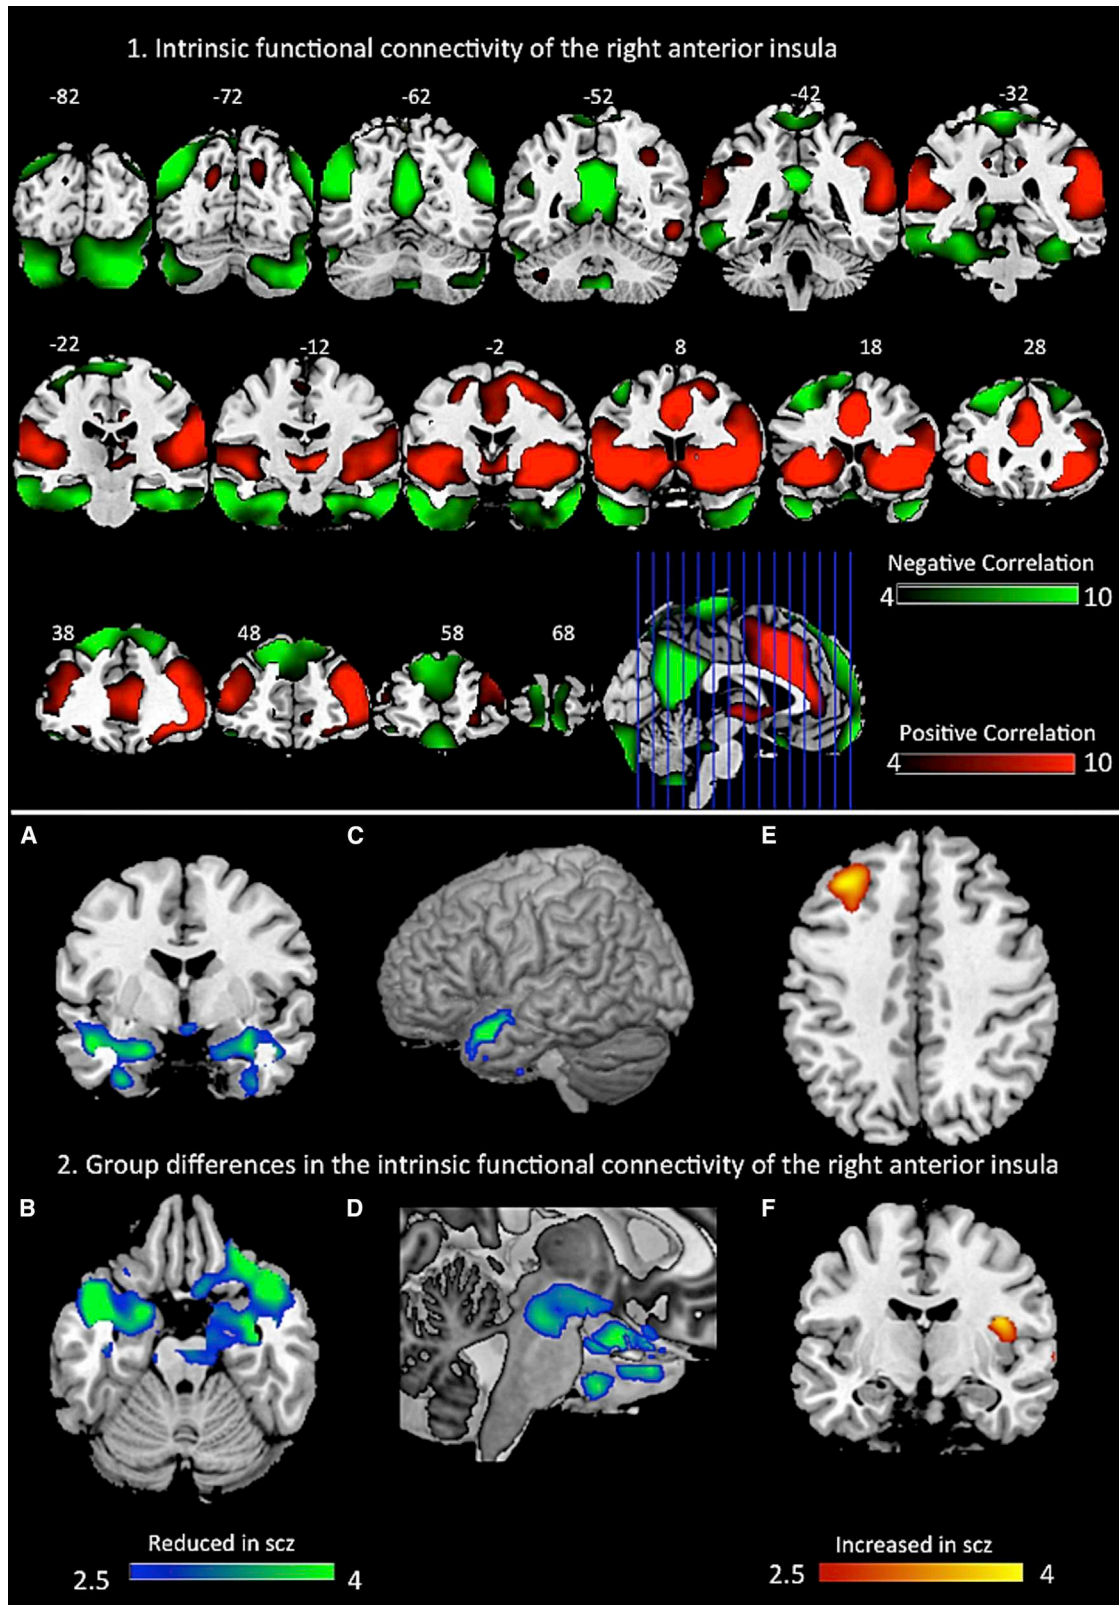 1. Intrinsic functional connectivity of the right anterior insula
-82 -72 -62 -52 -42 -32
-22 -12 -2 8 18 28
Negative Correlation
4 10
38 48 58 68
Positive Correlation
4 10
A C E
2. Group differences in the intrinsic functional connectivity of the right anterior insula
B D F
Reduced in scz
2.5 4
Increased in scz
2.5 4